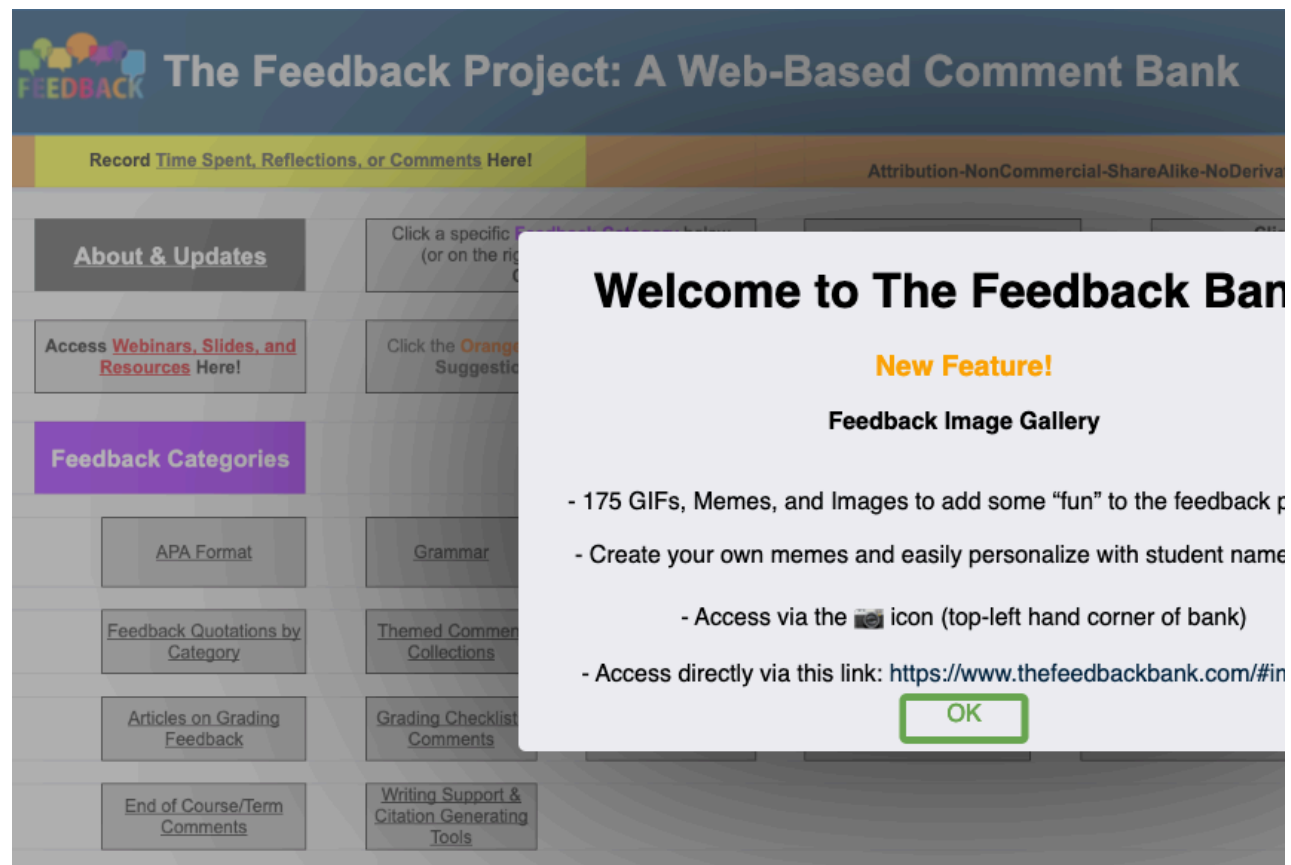 FEEDBACK
The Feedback Project: A Web-Based Comment Bank
Record Time Spent, Reflections, or Comments Here!
Attribution-NonCommercial-ShareAlike-NoDeriva
About & Updates
Click a specific Feedback Category below
(or on the rig
Access Webinars, Slides, and
Resources Here!
Click the Orange
Suggestio
Feedback Categories
APA Format
Grammar
Feedback Quotations by
Category
Themed Commen
Collections
Articles on Grading
Feedback
Grading Checklist
Comments
End of Course/Term
Comments
Writing Support &
Citation Generating
Tools
Welcome to The Feedback Ban
New Feature!
Feedback Image Gallery
- 175 GIFs, Memes, and Images to add some “fun” to the feedback p
- Create your own memes and easily personalize with student name
- Access via the 📷 icon (top-left hand corner of bank)
- Access directly via this link: https://www.thefeedbackbank.com/#in
OK